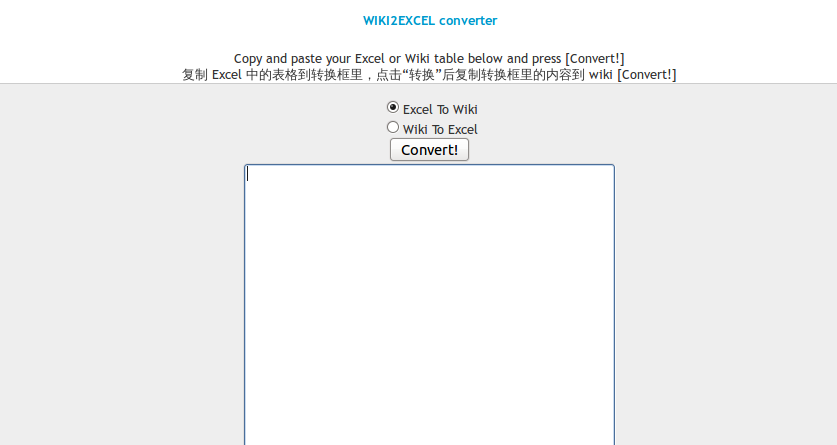 WIKI2EXCEL converter
Copy and paste your Excel or Wiki table below and press [Convert!]
复制 Excel 中的表格到转换框里，点击“转换”后复制转换框里的内容到 wiki [Convert!]
Excel To Wiki
Wiki To Excel
Convert!